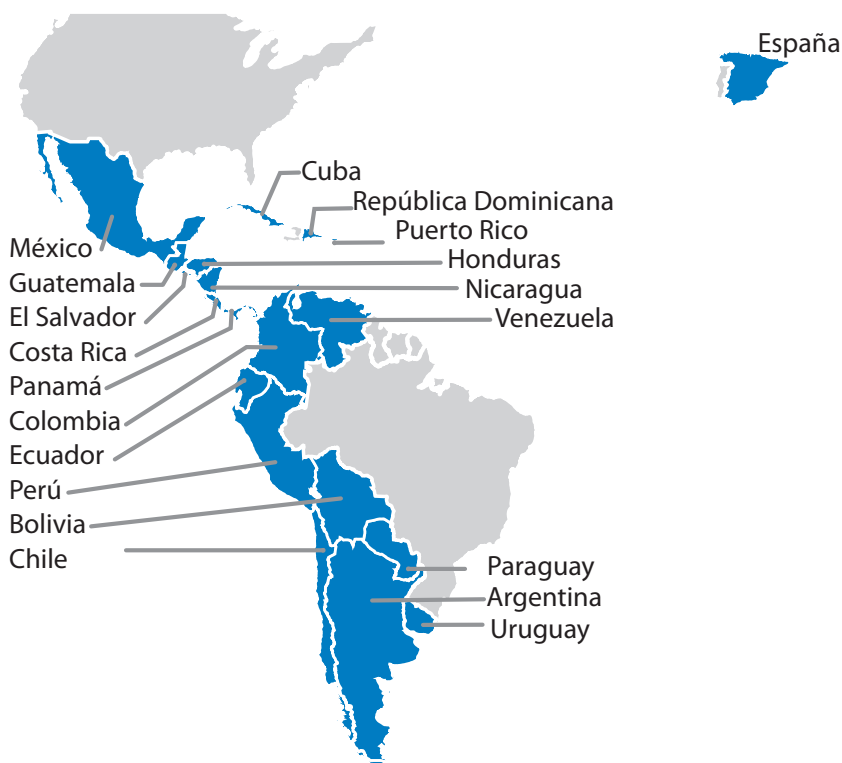 España
Cuba
República Dominicana
Puerto Rico
México
Honduras
Guatemala
Nicaragua
El Salvador
Venezuela
Costa Rica
Panamá
Colombia
Ecuador
Perú
Bolivia
Chile
Paraguay
Argentina
Uruguay